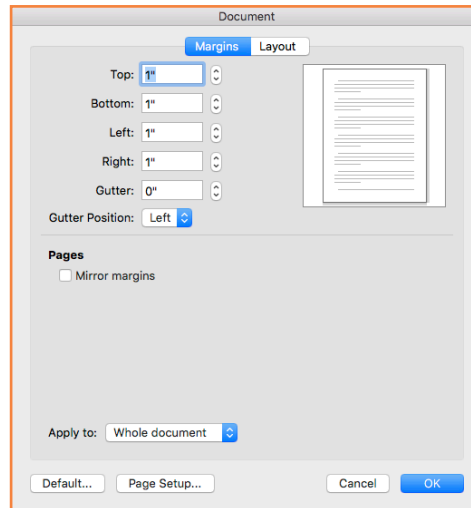 Document
Margins Layout
Top: 1"
Bottom: 1"
Left: 1"
Right: 1"
Gutter: 0"
Gutter Position: Left
Pages
Mirror margins
Apply to: Whole document
Default... Page Setup... Cancel OK